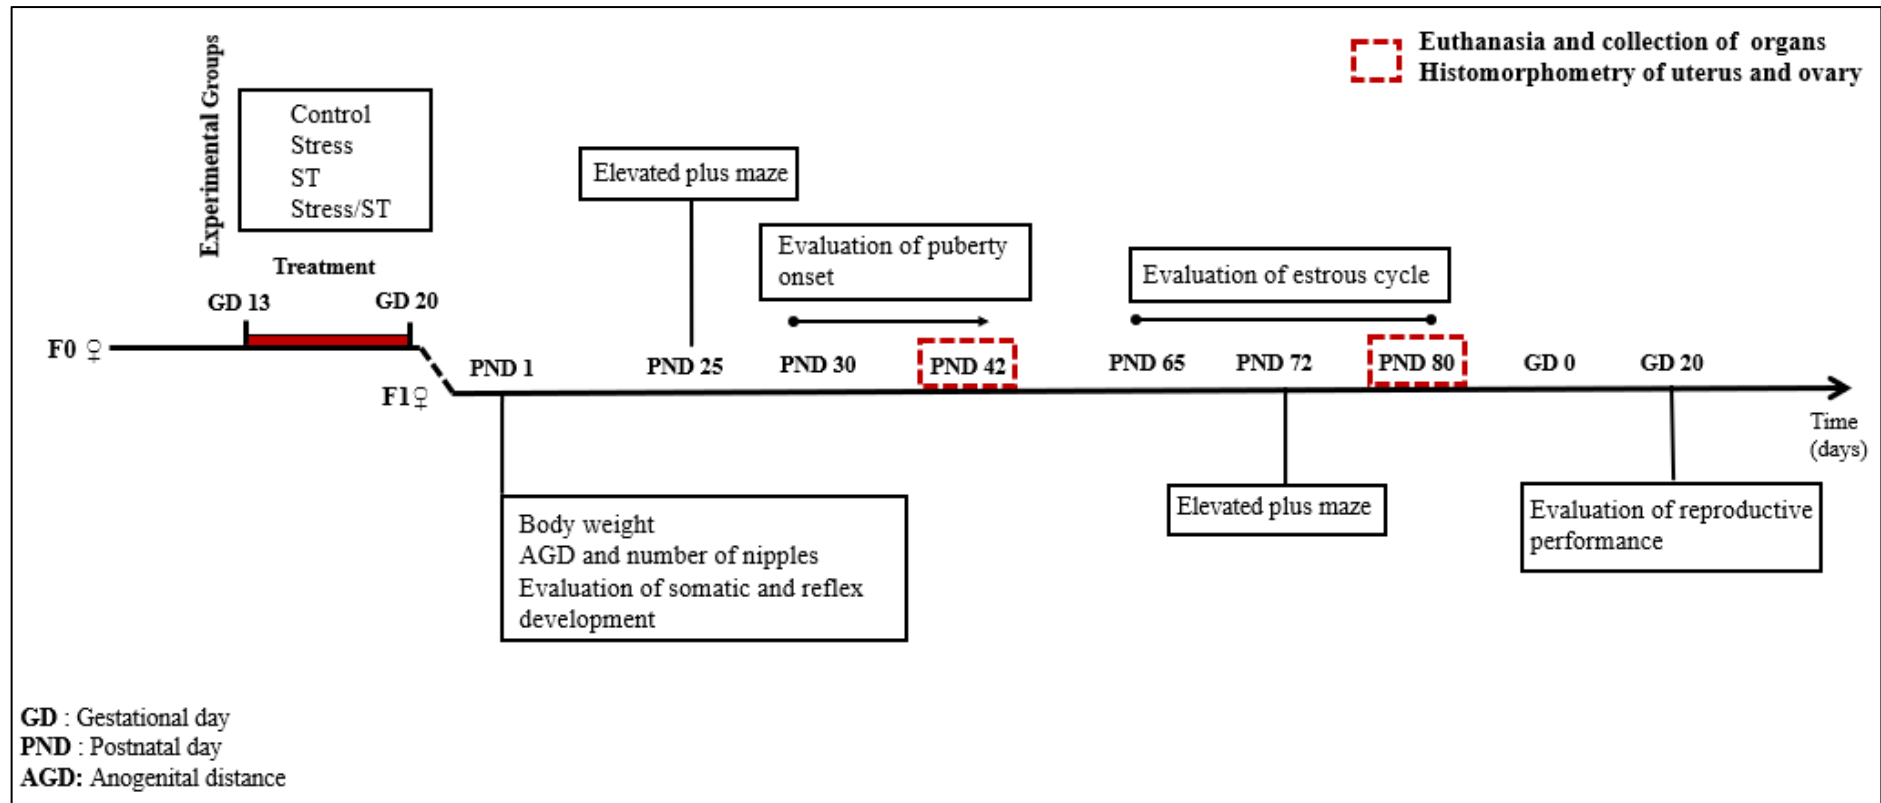 Euthanasia and collection of organs
Histomorphometry of uterus and ovary
Experimental Groups
Control
Stress
ST
Stress/ST
Treatment
GD 13
GD 20
Elevated plus maze
Evaluation of puberty
onset
Evaluation of estrous cycle
F0 ♀
F1♀
PND 1
PND 25
PND 30
PND 42
PND 65
PND 72
PND 80
GD 0
GD 20
Time
(days)
Body weight
AGD and number of nipples
Evaluation of somatic and reflex
development
Elevated plus maze
Evaluation of reproductive
performance
GD : Gestational day
PND : Postnatal day
AGD: Anogenital distance